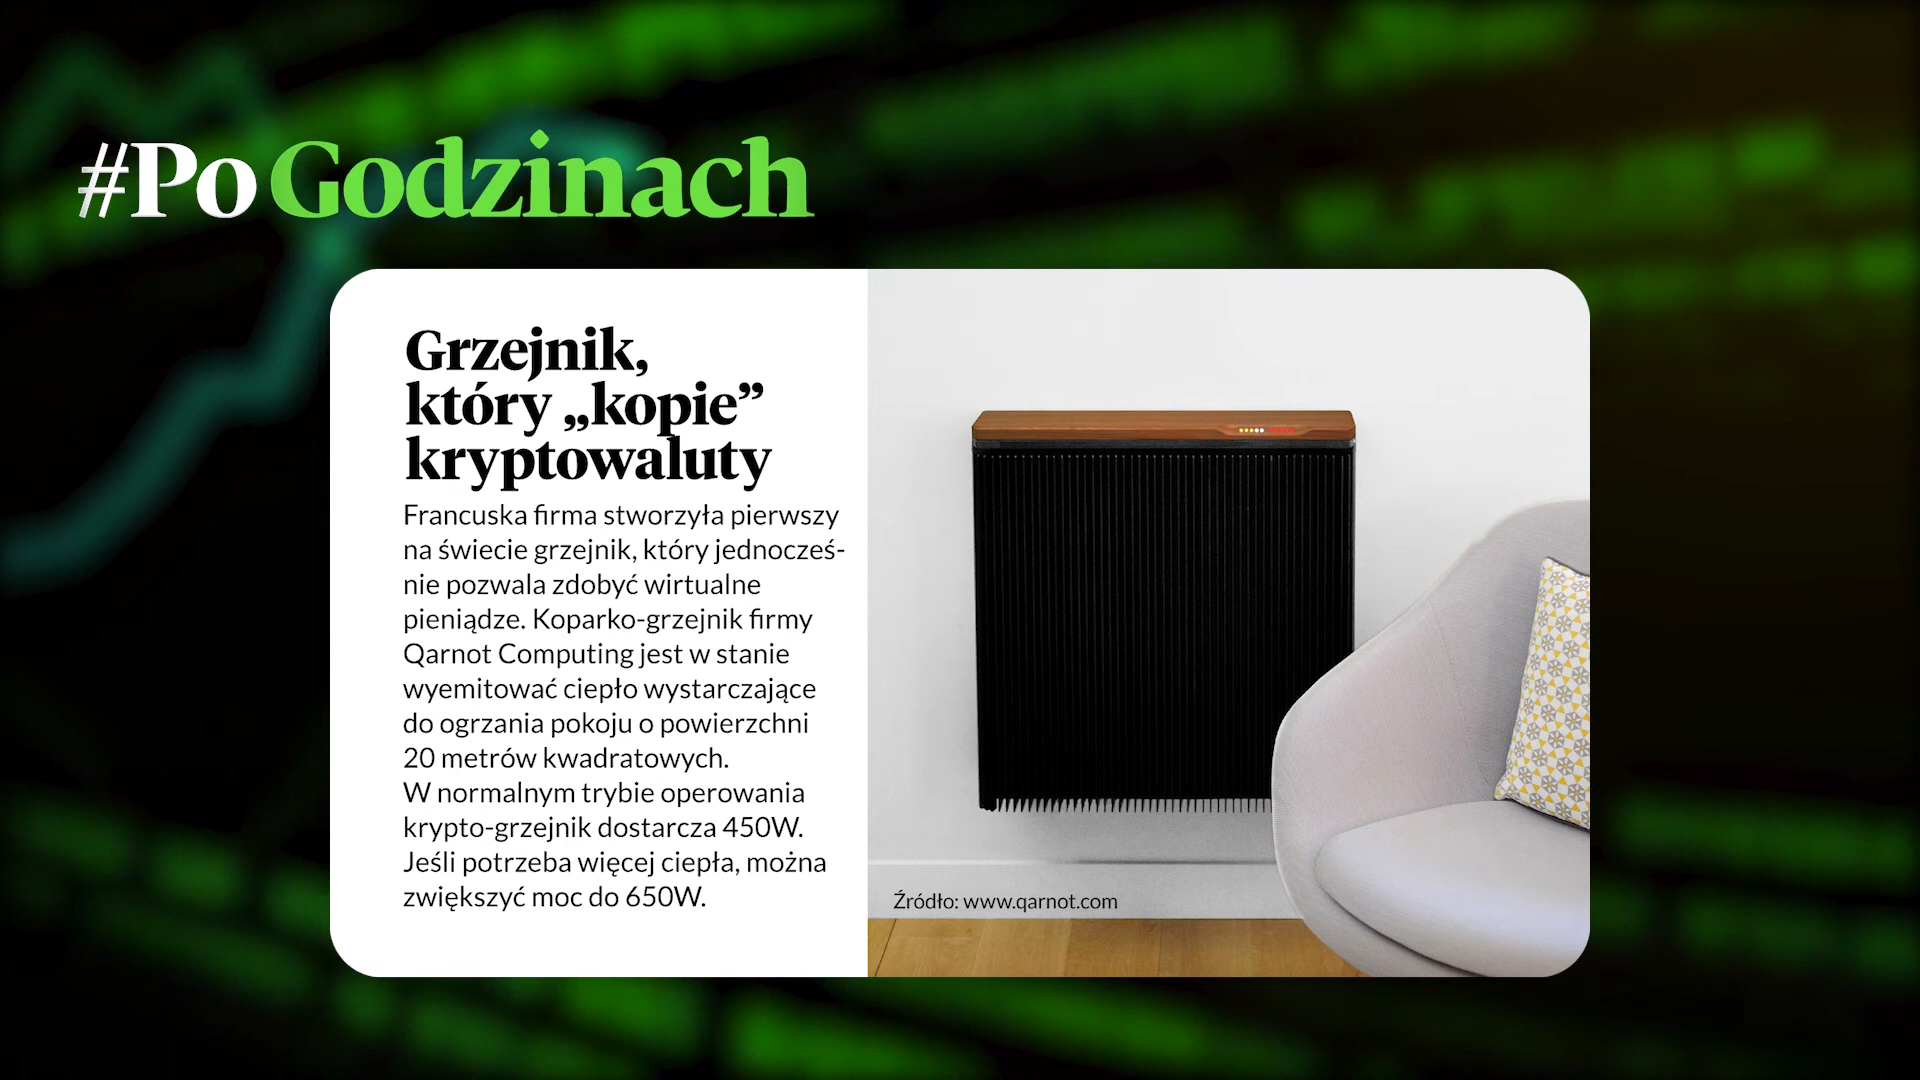 #PoGodzinach
Grzejnik,
który „kopie”
kryptowaluty
Francuska firma stworzyła pierwszy
na świecie grzejnik, który jednocześ-
nie pozwala zdobyć wirtualne
pieniądze. Koparko-grzejnik firmy
Qarnot Computing jest w stanie
wyemitować ciepło wystarczające
do ogrzania pokoju o powierzchni
20 metrów kwadratowych.
W normalnym trybie operowania
krypto-grzejnik dostarcza 450W.
Jeśli potrzeba więcej ciepła, można
zwiększyć moc do 650W.
Źródło: www.qarnot.com